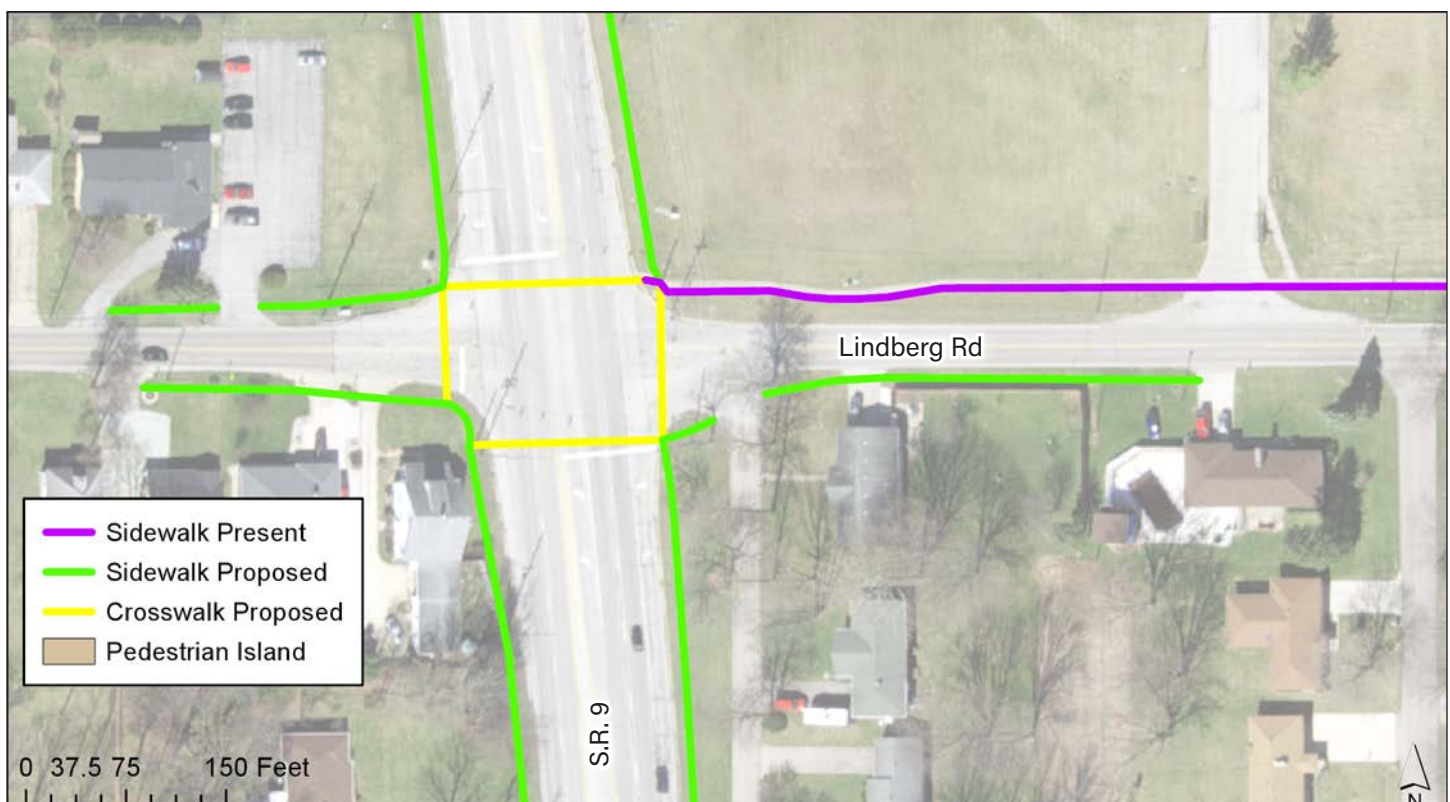 Lindberg Rd
Sidewalk Present
Sidewalk Proposed
Crosswalk Proposed
Pedestrian Island
S.R. 9
0 37.5 75 150 Feet
N